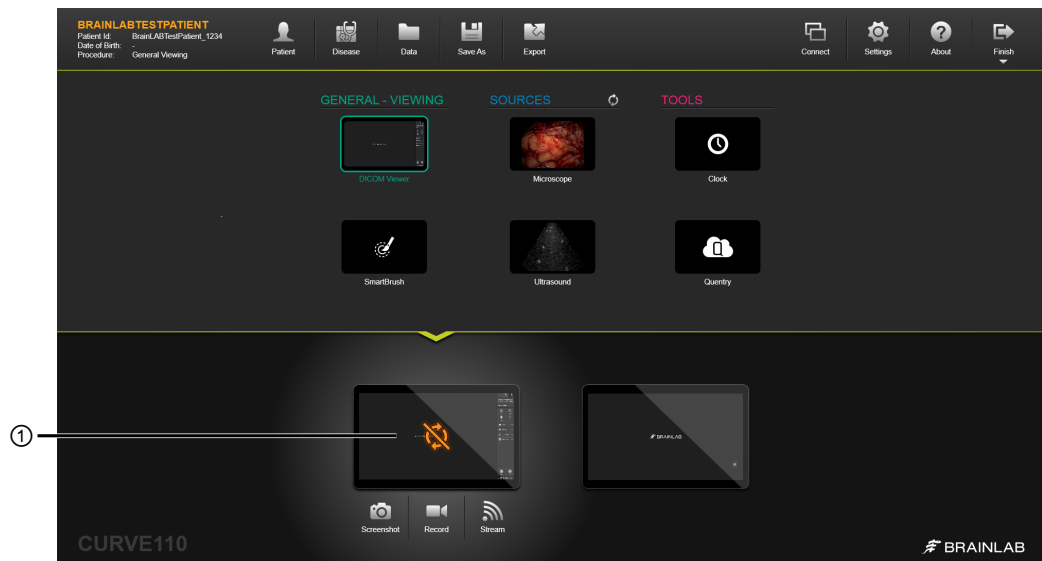 BRAINLABTESTPATIENT
Patient Id: BrainLABTestPatient_1234
Date of Birth: -
Procedure: General Viewing
Patient
Disease
Data
Save As
Export
Connect
Settings
About
Finish
GENERAL - VIEWING
SOURCES
TOOLS
DICOM Viewer
Microscope
Clock
SmartBrush
Ultrasound
Quentry
1
BRAINLAB
Screenshot
Record
Stream
CURVE110
BRAINLAB